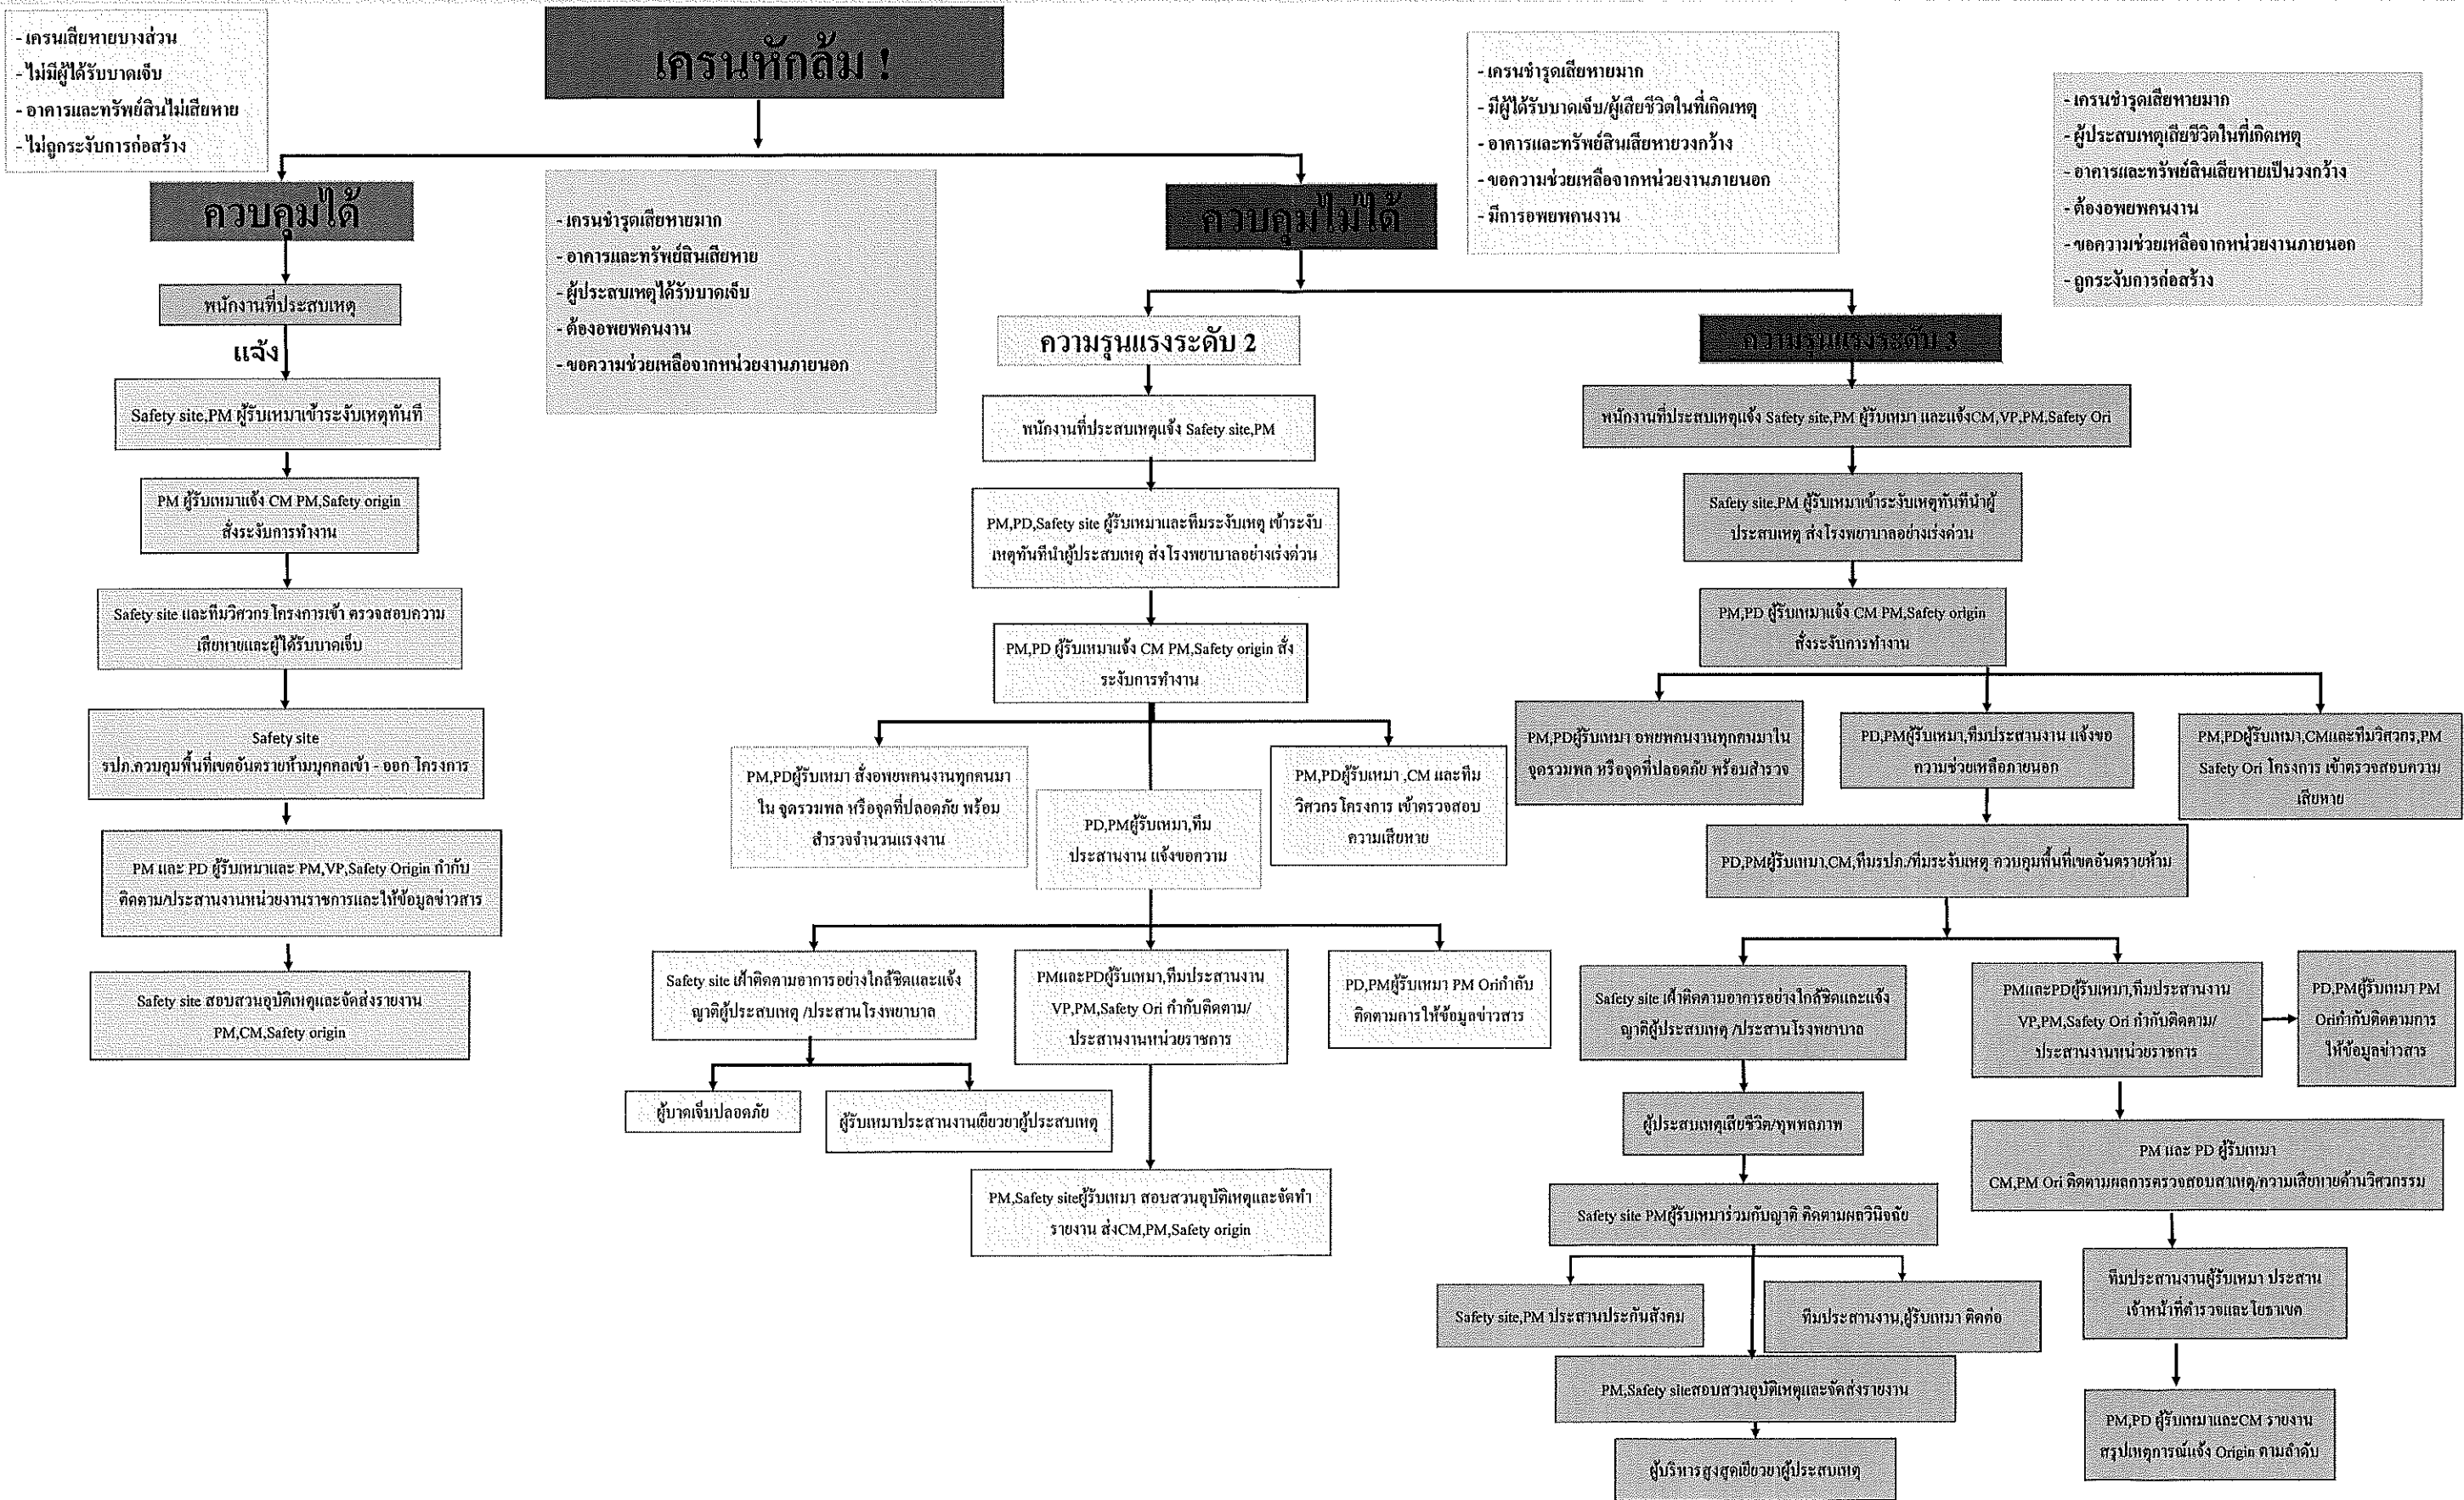 - เครนเสียหายบางส่วน
- ไม่มีผู้ได้รับบาดเจ็บ
- อาคารและทรัพย์สินไม่เสียหาย
- ไม่ถูกระงับการก่อสร้าง
เครนหักล้ม !
- เครนชำรุดเสียหายมาก
- มีผู้ได้รับบาดเจ็บ/ผู้เสียชีวิตในที่เกิดเหตุ
- อาคารและทรัพย์สินเสียหายวงกว้าง
- ขอความช่วยเหลือจากหน่วยงานภายนอก
- มีการอพยพคนงาน
- เครนชำรุดเสียหายมาก
- ผู้ประสบเหตุเสียชีวิตในที่เกิดเหตุ
- อาคารและทรัพย์สินเสียหายเป็นวงกว้าง
- ต้องอพยพคนงาน
- ขอความช่วยเหลือจากหน่วยงานภายนอก
- ถูกระงับการก่อสร้าง
ควบคุมได้
- เครนชำรุดเสียหายมาก
- อาคารและทรัพย์สินเสียหาย
- ผู้ประสบเหตุได้รับบาดเจ็บ
- ต้องอพยพคนงาน
- ขอความช่วยเหลือจากหน่วยงานภายนอก
ควบคุมไม่ได้
พนักงานที่ประสบเหตุ
แจ้ง
Safety site,PM ผู้รับเหมาเข้าระงับเหตุทันที
PM ผู้รับเหมาแจ้ง CM PM,Safety origin
สั่งระงับการทำงาน
Safety site และทีมวิศวกร โครงการเข้า ตรวจสอบความ
เสียหายและผู้ได้รับบาดเจ็บ
Safety site
รปภ.ควบคุมพื้นที่เขตอันตรายห้ามบุคคลเข้า - ออก โครงการ
PM และ PD ผู้รับเหมาและ PM,VP,Safety Origin กำกับ
ติดตาม/ประสานงานหน่วยงานราชการและให้ข้อมูลข่าวสาร
Safety site สอบสวนอุบัติเหตุและจัดส่งรายงาน
PM,CM,Safety origin
ความรุนแรงระดับ 2
พนักงานที่ประสบเหตุแจ้ง Safety site,PM
PM,PD,Safety site ผู้รับเหมาและทีมระงับเหตุ เข้าระงับ
เหตุทันทีนำผู้ประสบเหตุ ส่งโรงพยาบาลอย่างเร่งด่วน
PM,PD ผู้รับเหมาแจ้ง CM PM,Safety origin สั่ง
ระงับการทำงาน
PM,PDผู้รับเหมา สั่งอพยพคนงานทุกคนมา
ใน จุดรวมพล หรือจุดที่ปลอดภัย พร้อม
สำรวจจำนวนแรงงาน
PD,PMผู้รับเหมา,ทีม
ประสานงาน แจ้งขอความ
PM,PDผู้รับเหมา ,CM และทีม
วิศวกร โครงการ เข้าตรวจสอบ
ความเสียหาย
Safety site เฝ้าติดตามอาการอย่างใกล้ชิดและแจ้ง
ญาติผู้ประสบเหตุ /ประสานโรงพยาบาล
PMและPDผู้รับเหมา,ทีมประสานงาน
VP,PM,Safety Ori กำกับติดตาม/
ประสานงานหน่วยราชการ
PD,PMผู้รับเหมา PM Oriกำกับ
ติดตามการให้ข้อมูลข่าวสาร
ผู้บาดเจ็บปลอดภัย
ผู้รับเหมาประสานงานเยียวยาผู้ประสบเหตุ
PM,Safety siteผู้รับเหมา สอบสวนอุบัติเหตุและจัดทำ
รายงาน ส่งCM,PM,Safety origin
ความรุนแรงระดับ 3
พนักงานที่ประสบเหตุแจ้ง Safety site,PM ผู้รับเหมา และแจ้งCM,VP,PM,Safety Ori
Safety site,PM ผู้รับเหมาเข้าระงับเหตุทันทีนำผู้
ประสบเหตุ ส่งโรงพยาบาลอย่างเร่งด่วน
PM,PD ผู้รับเหมาแจ้ง CM PM,Safety origin
สั่งระงับการทำงาน
PM,PDผู้รับเหมา อพยพคนงานทุกคนมาใน
จุดรวมพล หรือจุดที่ปลอดภัย พร้อมสำรวจ
PD,PMผู้รับเหมา,ทีมประสานงาน แจ้งขอ
ความช่วยเหลือภายนอก
PM,PDผู้รับเหมา,CMและทีมวิศวกร,PM
Safety Ori โครงการ เข้าตรวจสอบความ
เสียหาย
PD,PMผู้รับเหมา,CM,ทีมรปภ./ทีมระงับเหตุ ควบคุมพื้นที่เขตอันตรายห้าม
Safety site เฝ้าติดตามอาการอย่างใกล้ชิดและแจ้ง
ญาติผู้ประสบเหตุ /ประสานโรงพยาบาล
PMและPDผู้รับเหมา,ทีมประสานงาน
VP,PM,Safety Ori กำกับติดตาม/
ประสานงานหน่วยราชการ
PD,PMผู้รับเหมา PM
Oriกำกับติดตามการ
ให้ข้อมูลข่าวสาร
ผู้ประสบเหตุเสียชีวิต/ทุพพลภาพ
PM และ PD ผู้รับเหมา
CM,PM Ori ติดตามผลการตรวจสอบสาเหตุ/ความเสียหายด้านวิศวกรรม
Safety site PMผู้รับเหมาร่วมกับญาติ ติดตามผลวินิจฉัย
Safety site,PM ประสานประกันสังคม
ทีมประสานงาน,ผู้รับเหมา ติดต่อ
ทีมประสานงานผู้รับเหมา ประสาน
เจ้าหน้าที่ตำรวจและโยธาเขต
PM,Safety siteสอบสวนอุบัติเหตุและจัดส่งรายงาน
PM,PD ผู้รับเหมาและCM รายงาน
สรุปเหตุการณ์แจ้ง Origin ตามลำดับ
ผู้บริหารสูงสุดเยียวยาผู้ประสบเหตุ